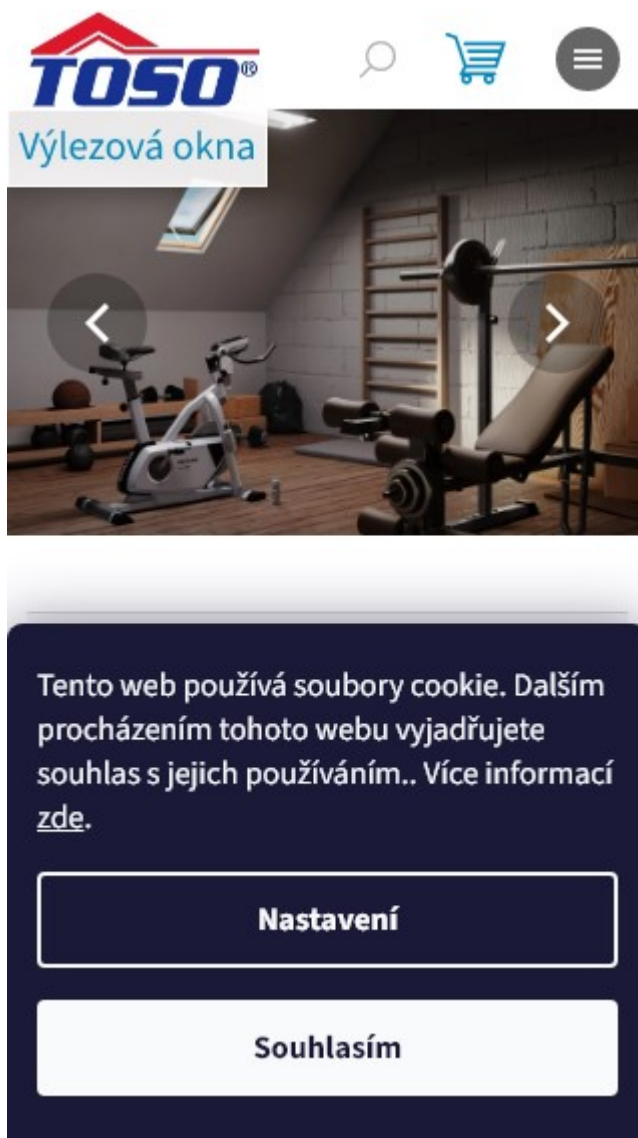 TOSO®
Výlezová okna
Tento web používá soubory cookie. Dalším
procházením tohoto webu vyjadřujete
souhlas s jejich používáním.. Více informací
zde.
Nastavení
Souhlasím